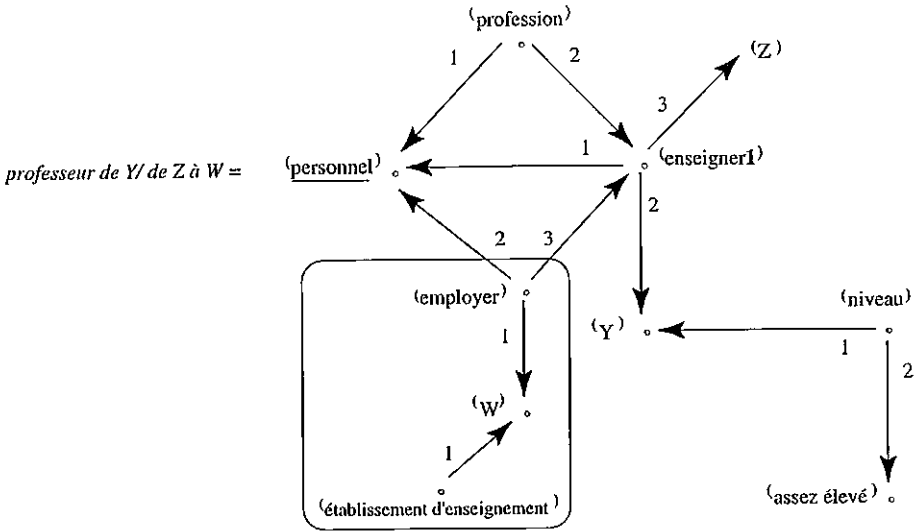 (profession)
1
2
(Z)
3
professeur de Y/ de Z à W =
(personnel)
1
(enseigner1)
2
2
3
(employer)
(niveau)
1
(Y)
1
2
(W)
1
(assez élevé)
(établissement d'enseignement)